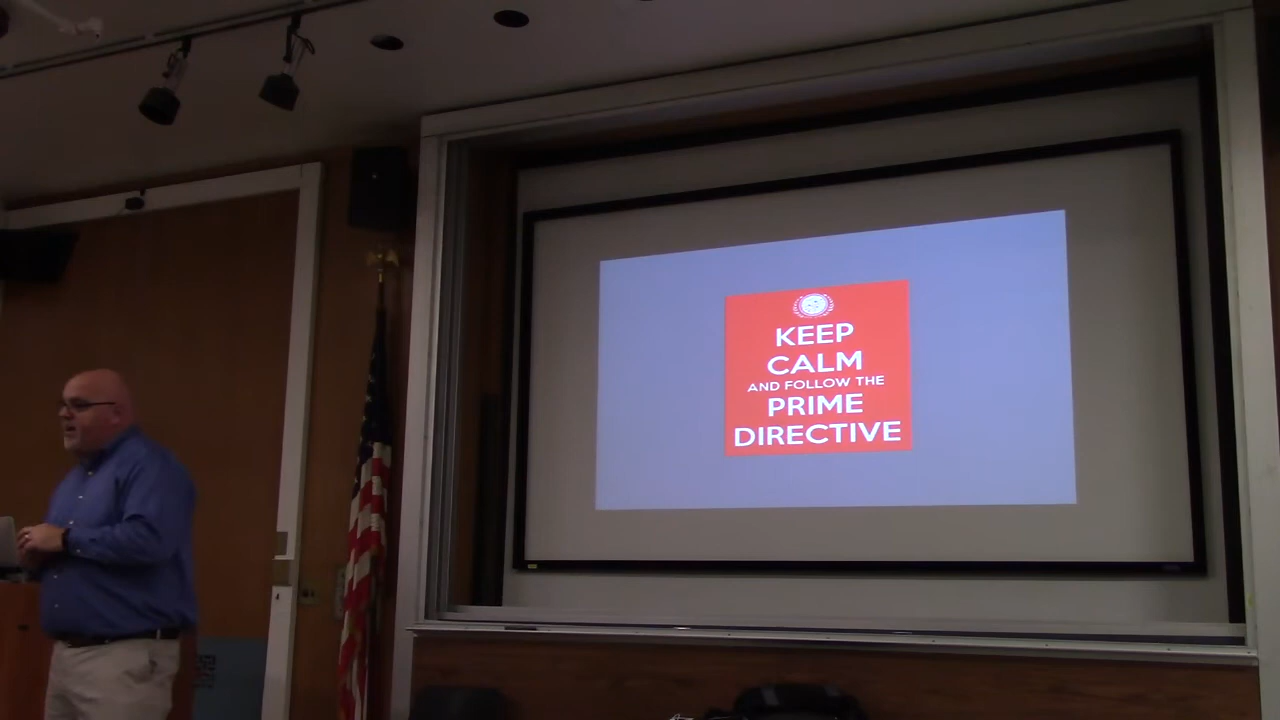 KEEP
CALM
AND FOLLOW THE
PRIME
DIRECTIVE